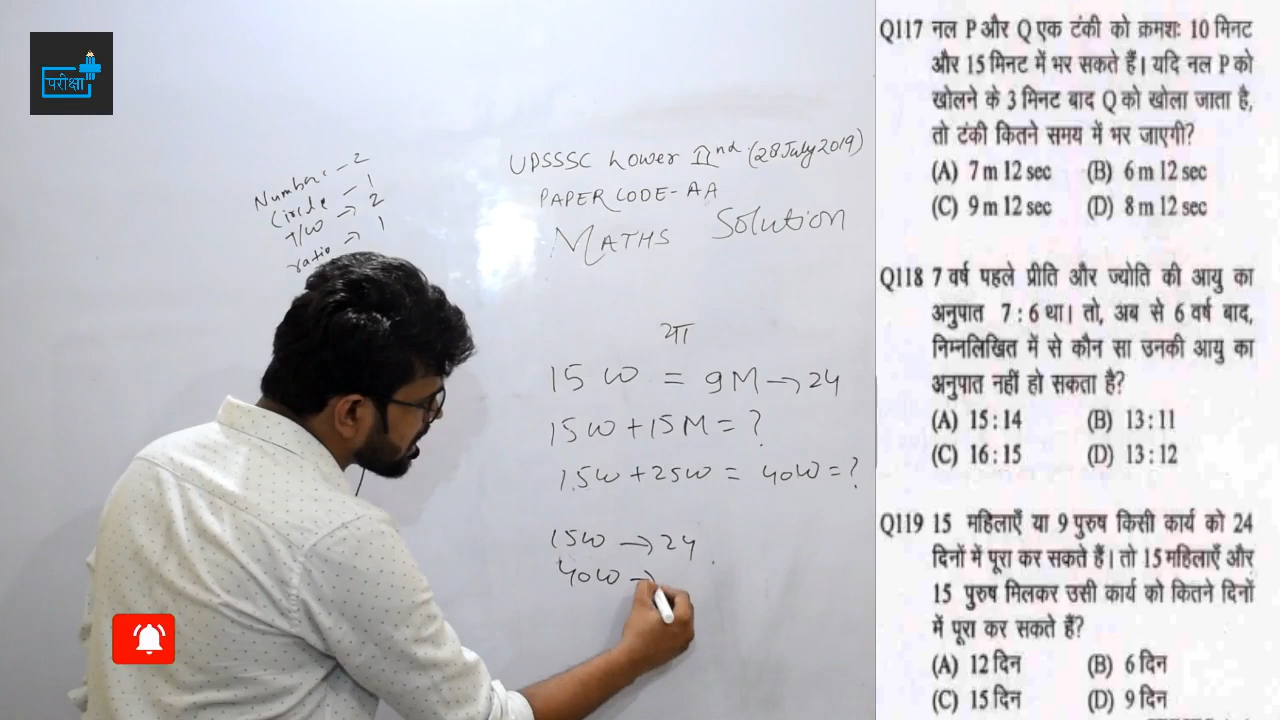 परीक्षा
Number - 2
Circle - 1
T/W → 2
ratio → 1
UPSSSC Lower IInd (28 July 2019)
PAPER CODE- AA
MATHS Solution
या
15 W = 9M → 24
15W + 15M = ?
15W + 25W = 40W = ?
15W → 24
40W →
Q117 नल P और Q एक टंकी को क्रमशः 10 मिनट
और 15 मिनट में भर सकते हैं। यदि नल P को
खोलने के 3 मिनट बाद Q को खोला जाता है,
तो टंकी कितने समय में भर जाएगी?
(A) 7 m 12 sec (B) 6 m 12 sec
(C) 9 m 12 sec (D) 8 m 12 sec
Q118 7 वर्ष पहले प्रीति और ज्योति की आयु का
अनुपात 7 : 6 था। तो, अब से 6 वर्ष बाद,
निम्नलिखित में से कौन सा उनकी आयु का
अनुपात नहीं हो सकता है?
(A) 15 : 14 (B) 13 : 11
(C) 16 : 15 (D) 13 : 12
Q119 15 महिलाएँ या 9 पुरुष किसी कार्य को 24
दिनों में पूरा कर सकते हैं। तो 15 महिलाएँ और
15 पुरुष मिलकर उसी कार्य को कितने दिनों
में पूरा कर सकते हैं?
(A) 12 दिन (B) 6 दिन
(C) 15 दिन (D) 9 दिन